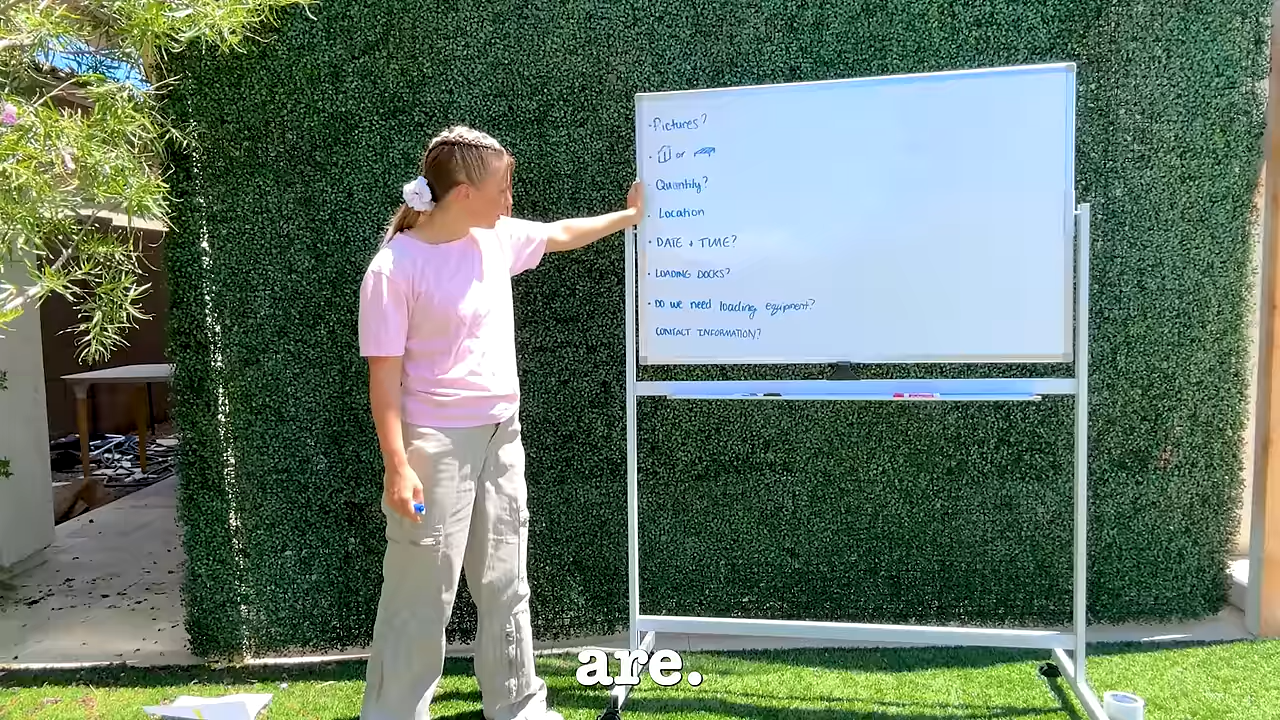 · Pictures?
· or
Quantity?
· Location
· DATE + TIME?
· LOADING DOCKS?
· DO we need loading equipment?
CONTACT INFORMATION?
are.